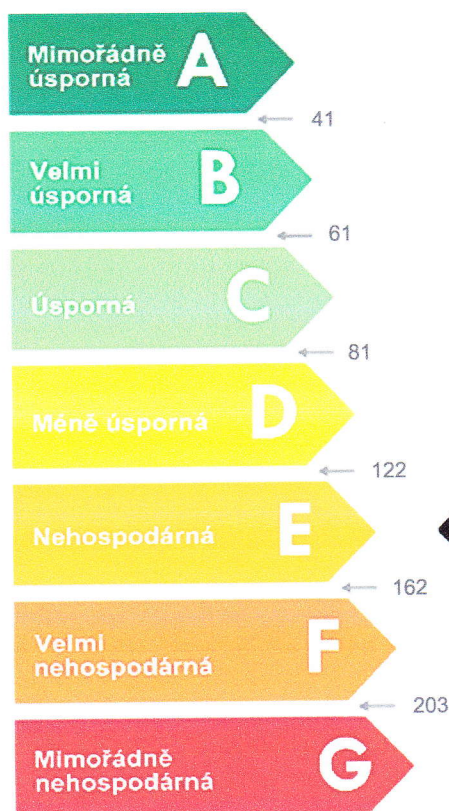 Mimořádně
úsporná
A
41
Velmi
úsporná
B
61
Úsporná
C
81
Méně úsporná
D
122
Nehospodárná
E
162
Velmi
nehospodárná
F
203
Mimořádně
nehospodárná
G